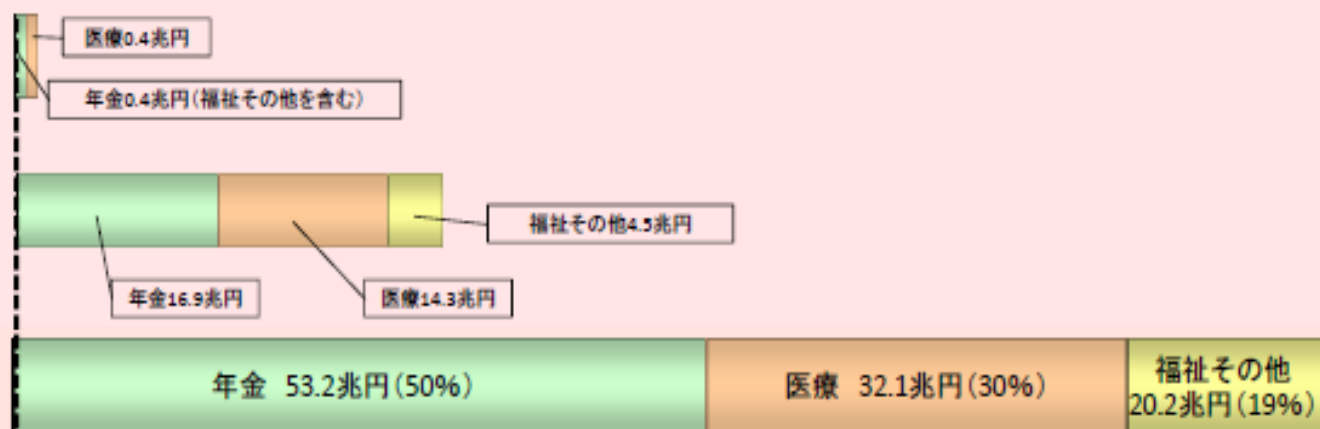 医療0.4兆円
年金0.4兆円(福祉その他を含む)
福祉その他4.5兆円
年金16.9兆円
医療14.3兆円
年金 53.2兆円(50%)
医療 32.1兆円(30%)
福祉その他
20.2兆円(19%)